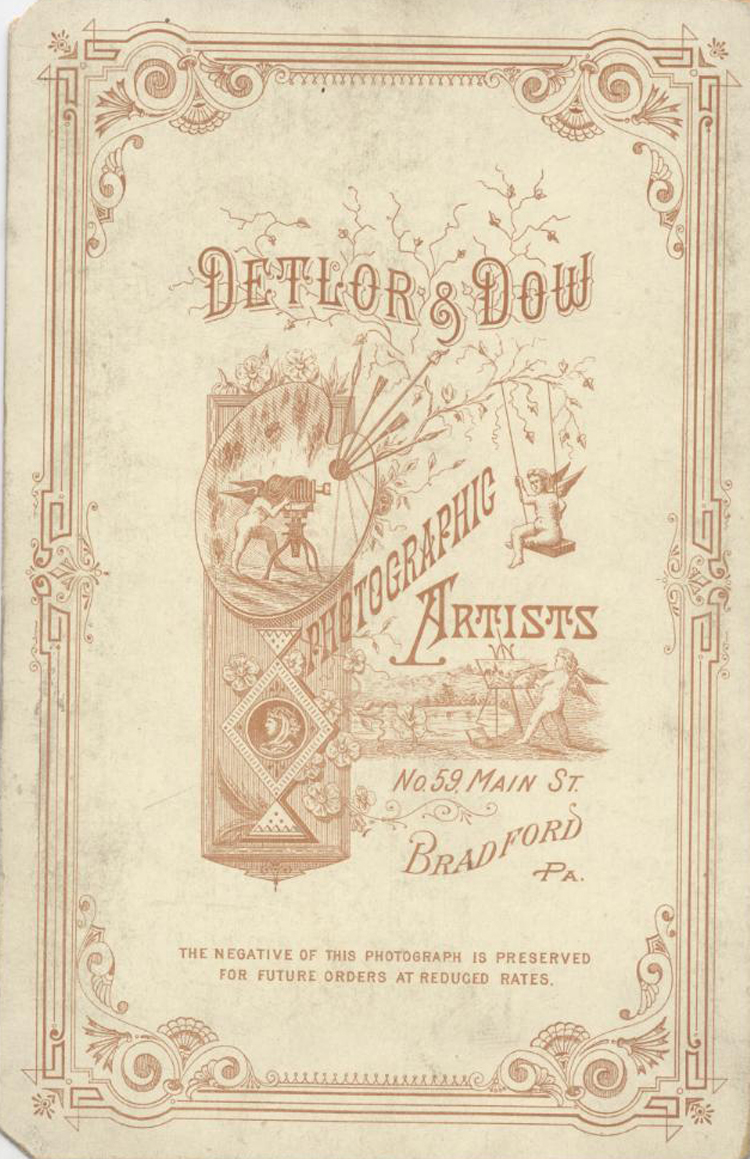 DETLOR & DOW
PHOTOGRAPHIC
ARTISTS
No. 59, MAIN ST.
BRADFORD
PA.
THE NEGATIVE OF THIS PHOTOGRAPH IS PRESERVED
FOR FUTURE ORDERS AT REDUCED RATES.